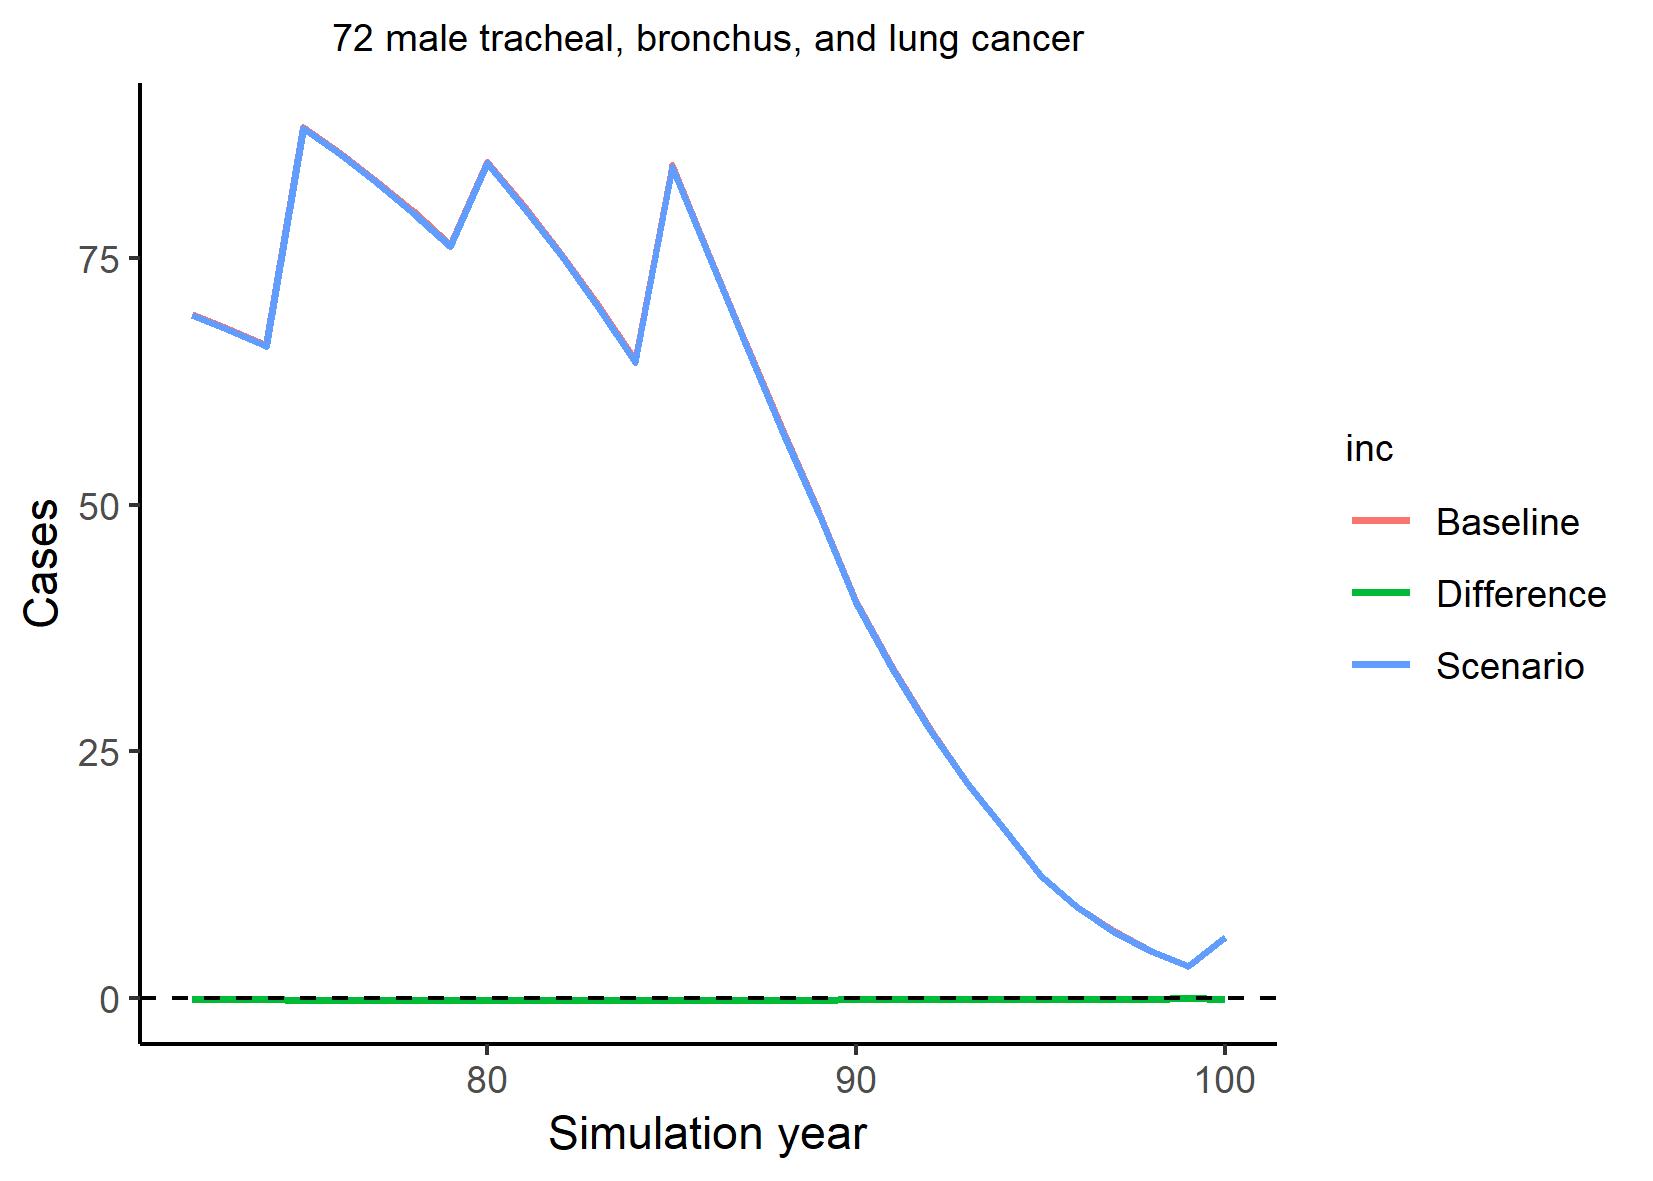 72 male tracheal, bronchus, and lung cancer
Cases
75
50
25
0
80
90
100
Simulation year
inc
Baseline
Difference
Scenario